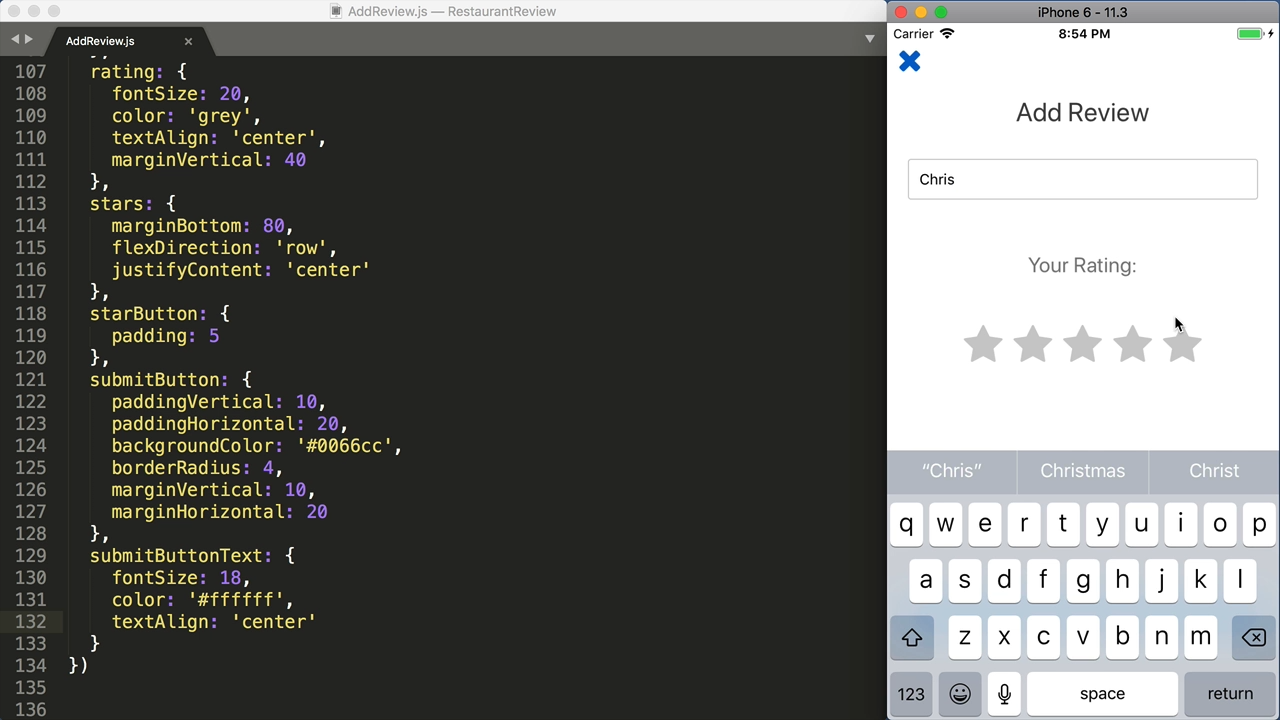 AddReview.js — RestaurantReview
AddReview.js
107 rating: {
108 fontSize: 20,
109 color: 'grey',
110 textAlign: 'center',
111 marginVertical: 40
112 },
113 stars: {
114 marginBottom: 80,
115 flexDirection: 'row',
116 justifyContent: 'center'
117 },
118 starButton: {
119 padding: 5
120 },
121 submitButton: {
122 paddingVertical: 10,
123 paddingHorizontal: 20,
124 backgroundColor: '#0066cc',
125 borderRadius: 4,
126 marginVertical: 10,
127 marginHorizontal: 20
128 },
129 submitButtonText: {
130 fontSize: 18,
131 color: '#ffffff',
132 textAlign: 'center'
133 }
134 })
135
136
iPhone 6 - 11.3
Carrier 8:54 PM
Add Review
Chris
Your Rating:
“Chris” Christmas Christ
q w e r t y u i o p
a s d f g h j k l
z x c v b n m
123 space return